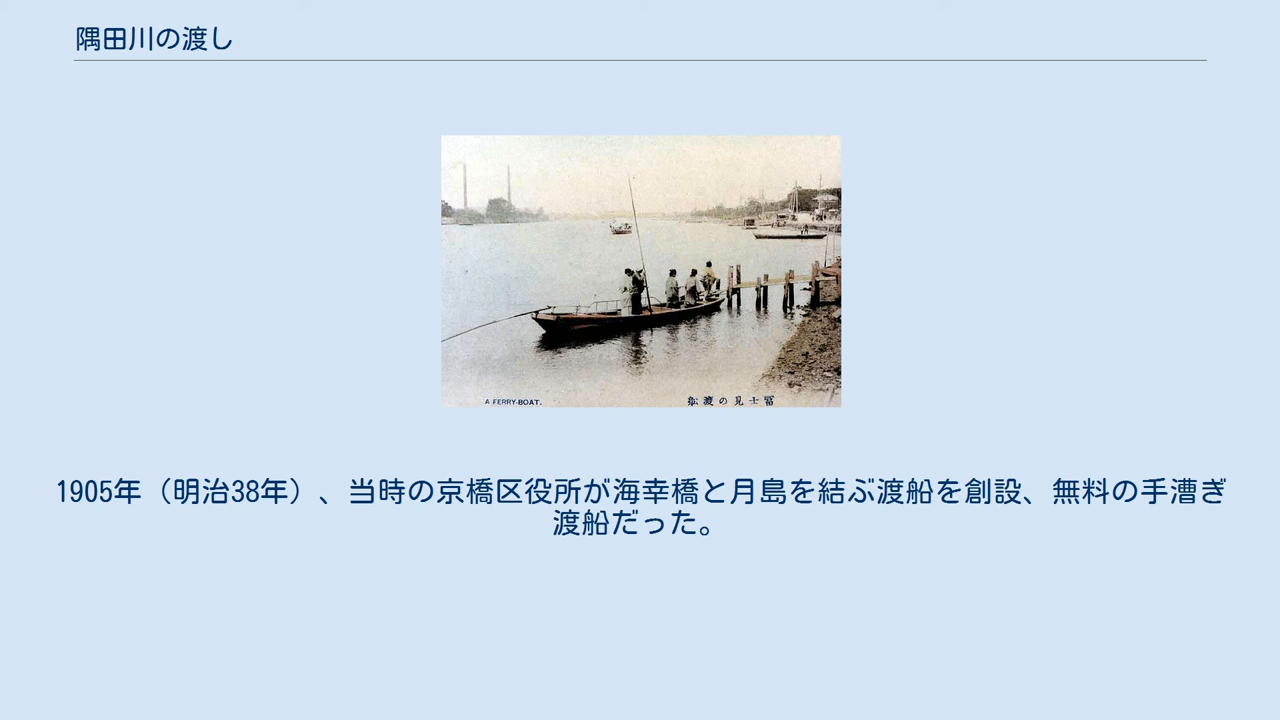 隅田川の渡し
A FERRY-BOAT.
船渡の見士冨
1905年（明治38年）、当時の京橋区役所が海幸橋と月島を結ぶ渡船を創設、無料の手漕ぎ
渡船だった。